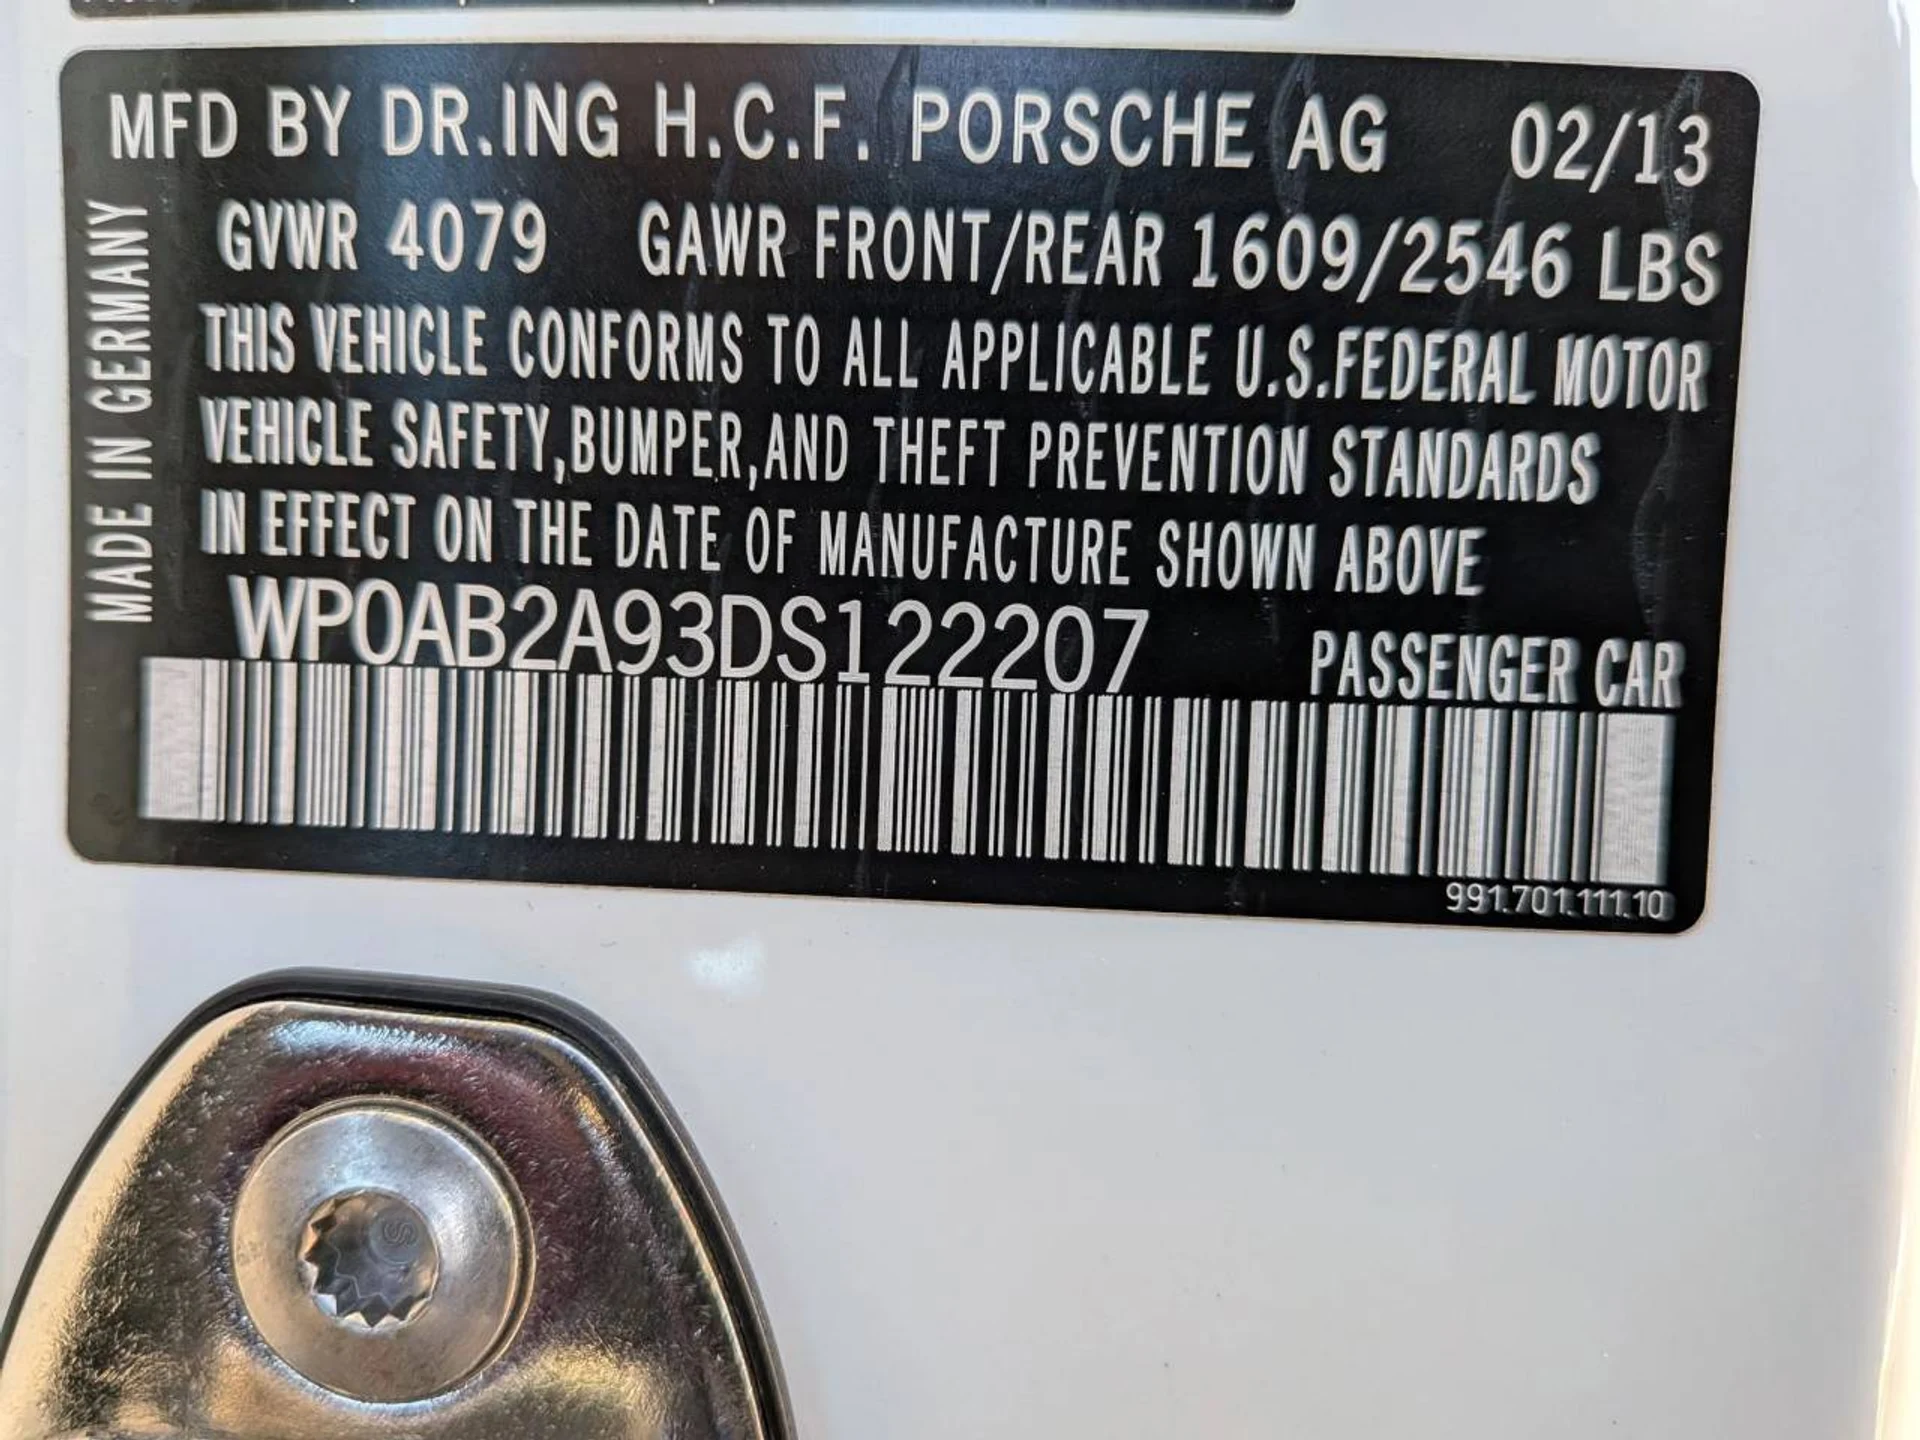 MFD BY DR.ING H.C.F. PORSCHE AG 02/13
GVWR 4079 GAWR FRONT/REAR 1609/2546 LBS
THIS VEHICLE CONFORMS TO ALL APPLICABLE U.S.FEDERAL MOTOR
VEHICLE SAFETY,BUMPER,AND THEFT PREVENTION STANDARDS
IN EFFECT ON THE DATE OF MANUFACTURE SHOWN ABOVE
WP0AB2A93DS122207 PASSENGER CAR
991.701.111.10
MADE IN GERMANY